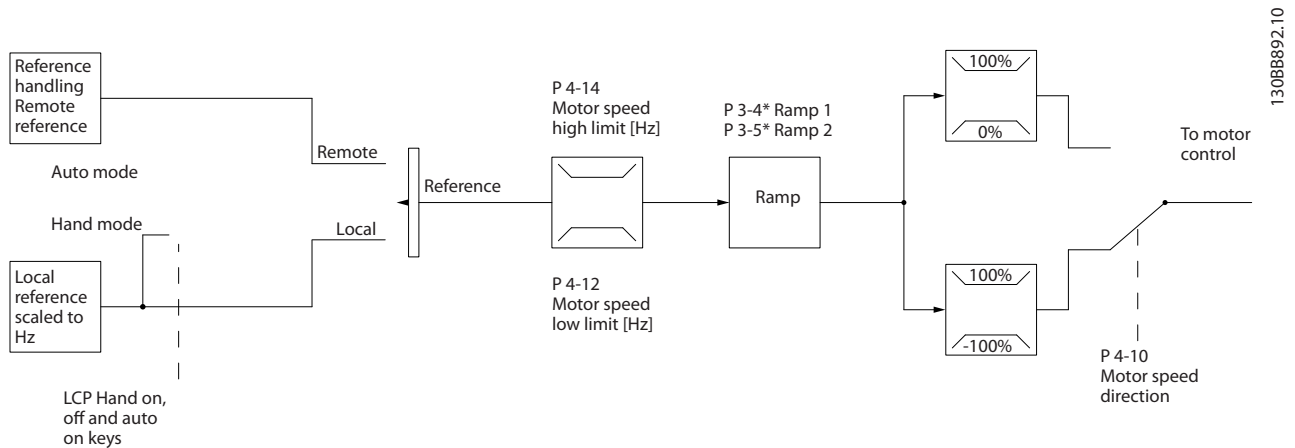 130BB892.10
Reference
handling
Remote
reference
Auto mode
Remote
Hand mode
Local
Local
reference
scaled to
Hz
LCP Hand on,
off and auto
on keys
Reference
P 4-14
Motor speed
high limit [Hz]
P 4-12
Motor speed
low limit [Hz]
P 3-4* Ramp 1
P 3-5* Ramp 2
Ramp
100%
0%
100%
-100%
To motor
control
P 4-10
Motor speed
direction